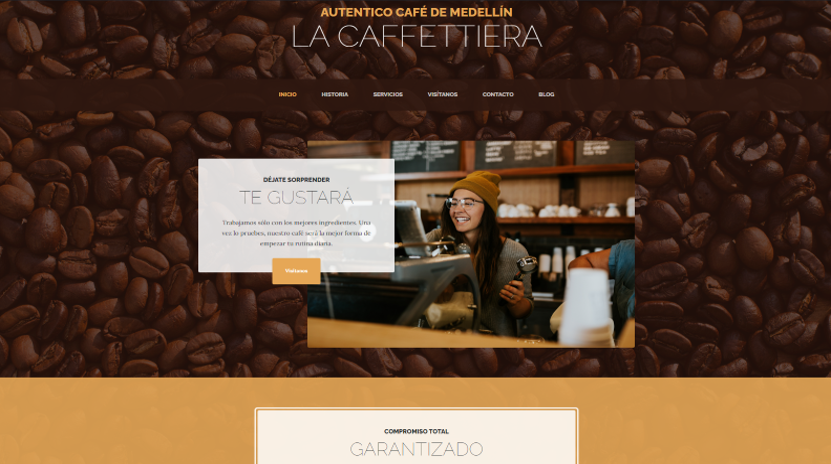 AUTENTICO CAFÉ DE MEDELLÍN
LA CAFFETTIERA
INICIO HISTORIA SERVICIOS VISÍTANOS CONTACTO BLOG
DÉJATE SORPRENDER
TE GUSTARÁ
Trabajamos sólo con los mejores ingredientes. Una
vez lo pruebes, nuestro café será la mejor forma de
empezar tu rutina diaria.
Visítanos
COMPROMISO TOTAL
GARANTIZADO